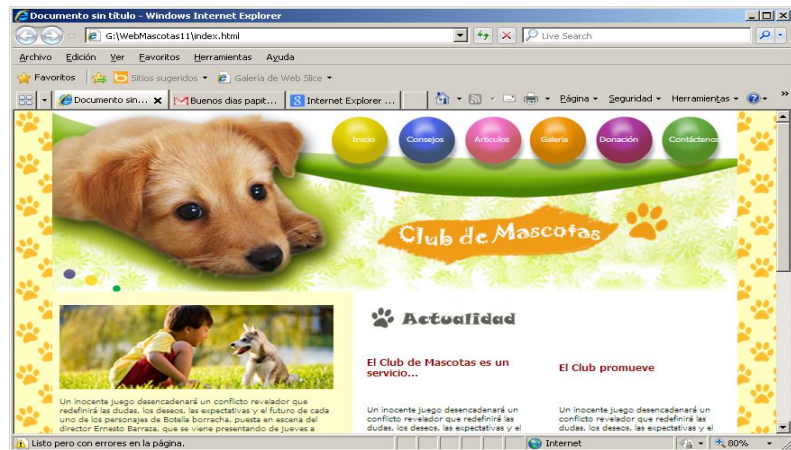 Documento sin título - Windows Internet Explorer
G:\WebMascotas11\index.html
Live Search
Archivo Edición Ver Favoritos Herramientas Ayuda
Favoritos Sitios sugeridos Galería de Web Slice
Documento sin... Buenos dias papit... Internet Explorer ... Página Seguridad Herramientas »
Inicio Consejos Articulos Galeria Donación Contáctenos
Club de Mascotas
Actualidad
El Club de Mascotas es un
servicio...
El Club promueve
Un inocente juego desencadenará un conflicto revelador que
redefinirá las dudas, los deseos, las expectativas y el futuro de cada
uno de los personajes de Botella borracha, puesta en escena del
director Ernesto Barraza, que se viene presentando de jueves a
Un inocente juego desencadenará un
conflicto revelador que redefinirá las
dudas, los deseos, las expectativas y el
Un inocente juego desencadenará un
conflicto revelador que redefinirá las
dudas, los deseos, las expectativas y el
Listo pero con errores en la página. Internet 80%